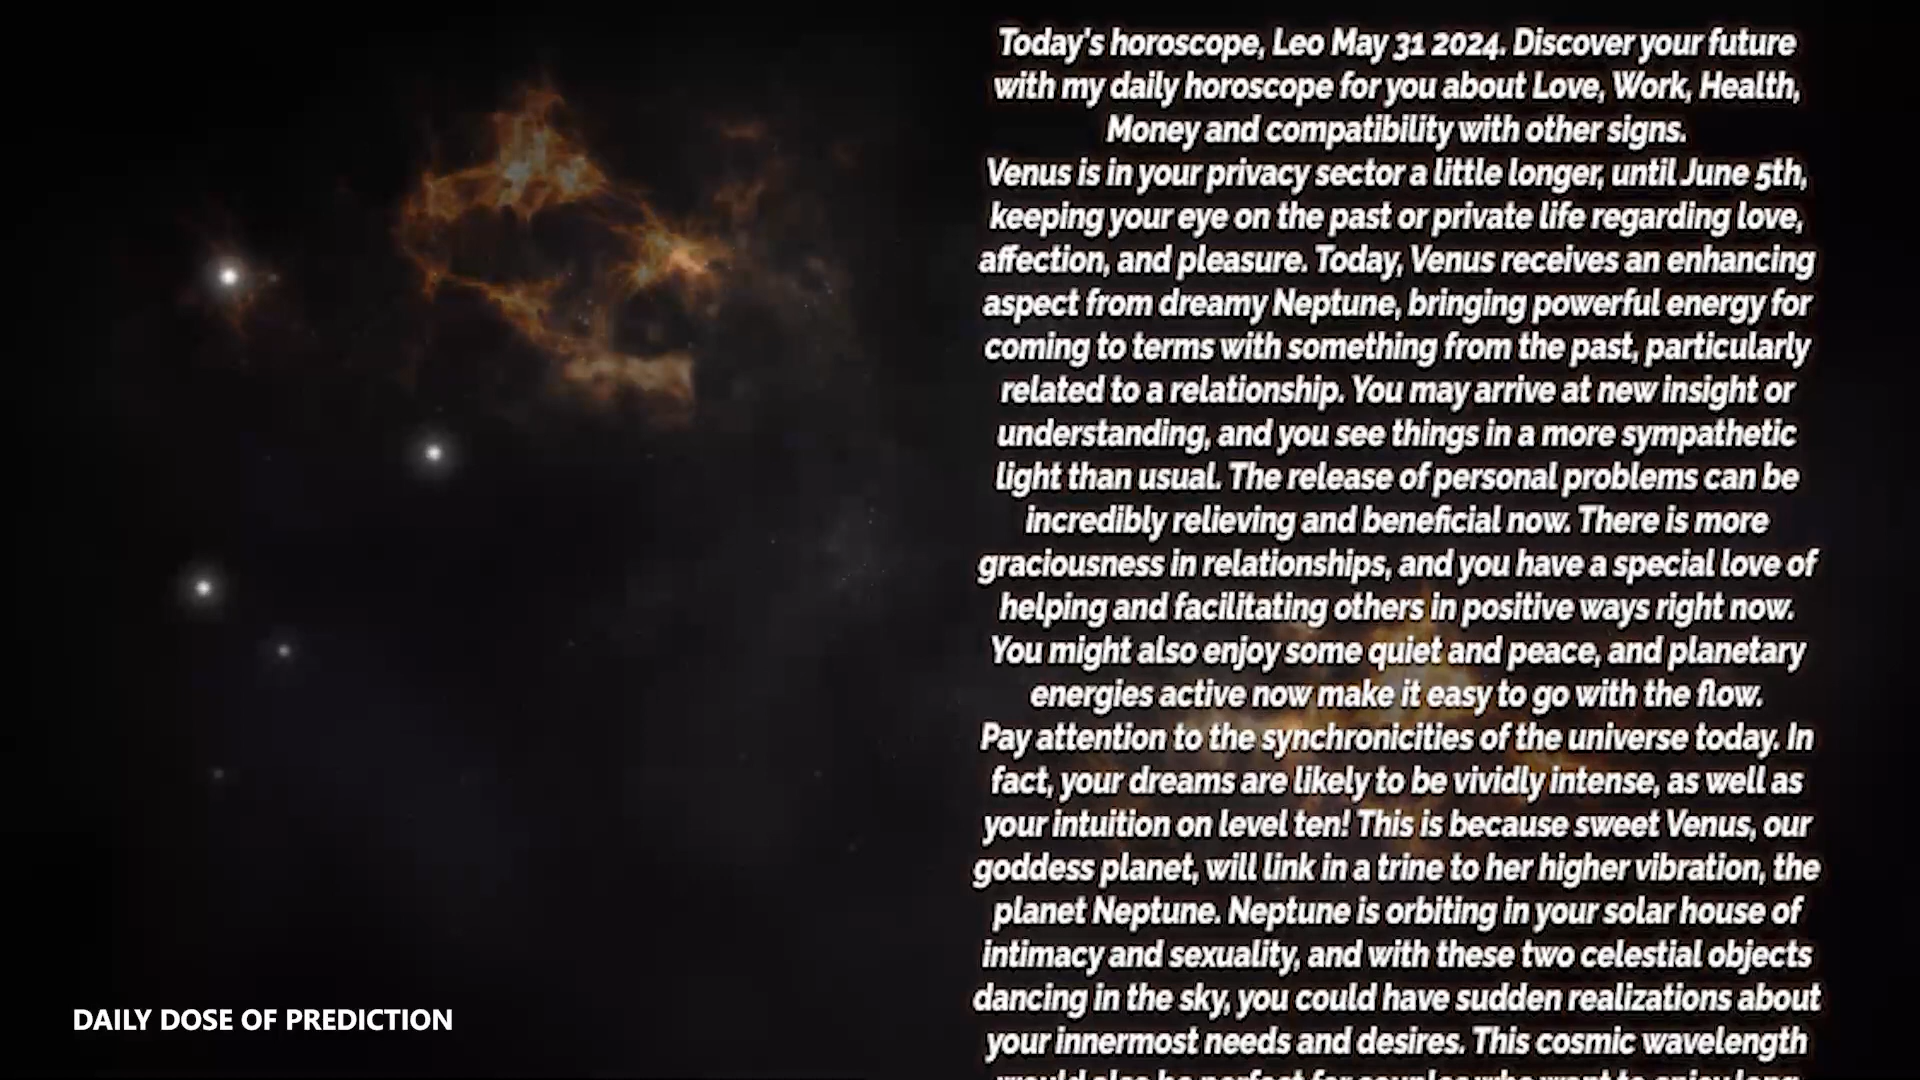 Today's horoscope, Leo May 31 2024. Discover your future
with my daily horoscope for you about Love, Work, Health,
Money and compatibility with other signs.
Venus is in your privacy sector a little longer, until June 5th,
keeping your eye on the past or private life regarding love,
affection, and pleasure. Today, Venus receives an enhancing
aspect from dreamy Neptune, bringing powerful energy for
coming to terms with something from the past, particularly
related to a relationship. You may arrive at new insight or
understanding, and you see things in a more sympathetic
light than usual. The release of personal problems can be
incredibly relieving and beneficial now. There is more
graciousness in relationships, and you have a special love of
helping and facilitating others in positive ways right now.
You might also enjoy some quiet and peace, and planetary
energies active now make it easy to go with the flow.
Pay attention to the synchronicities of the universe today. In
fact, your dreams are likely to be vividly intense, as well as
your intuition on level ten! This is because sweet Venus, our
goddess planet, will link in a trine to her higher vibration, the
planet Neptune. Neptune is orbiting in your solar house of
intimacy and sexuality, and with these two celestial objects
dancing in the sky, you could have sudden realizations about
your innermost needs and desires. This cosmic wavelength
DAILY DOSE OF PREDICTION